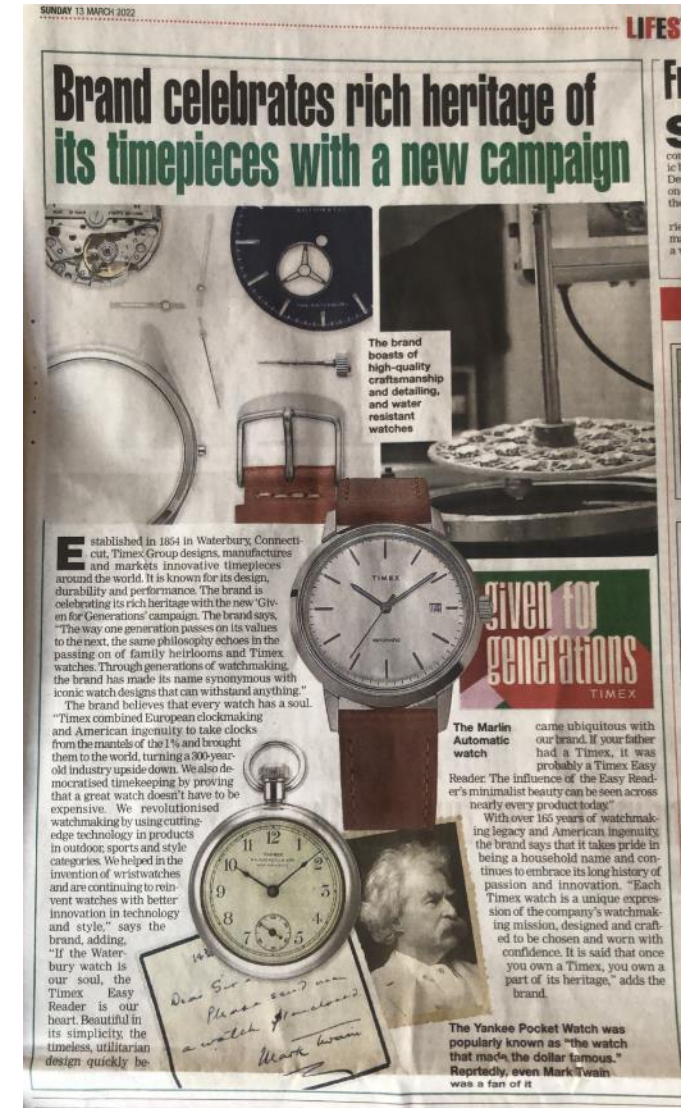 SUNDAY 13 MARCH 2022
LIFES
Brand celebrates rich heritage of
its timepieces with a new campaign
The brand
boasts of
high-quality
craftsmanship
and detailing,
and water
resistant
watches
Established in 1854 in Waterbury, Connecti-
cut, Timex Group designs, manufactures
and markets innovative timepieces
around the world. It is known for its design,
durability and performance. The brand is
celebrating its rich heritage with the new ‘Giv-
en for Generations’ campaign. The brand says,
“The way one generation passes on its values
to the next, the same philosophy echoes in the
passing on of family heirlooms and Timex
watches. Through generations of watchmaking,
the brand has made its name synonymous with
iconic watch designs that can withstand anything.”
The brand believes that every watch has a soul.
“Timex combined European clockmaking
and American ingenuity to take clocks
from the mantels of the 1% and brought
them to the world, turning a 300-year-
old industry upside down. We also de-
mocratised timekeeping by proving
that a great watch doesn’t have to be
expensive. We revolutionised
watchmaking by using cutting-
edge technology in products
in outdoor, sports and style
categories. We helped in the
invention of wristwatches
and are continuing to rein-
vent watches with better
innovation in technology
and style,” says the
brand, adding,
“If the Water-
bury watch is
our soul, the
Timex Easy
Reader is our
heart. Beautiful in
its simplicity, the
timeless, utilitarian
design quickly be-
TIMEX
given for
generations
TIMEX
The Marlin
Automatic
watch
came ubiquitous with
our brand. If your father
had a Timex, it was
probably a Timex Easy
Reader. The influence of the Easy Read-
er’s minimalist beauty can be seen across
nearly every product today.”
With over 165 years of watchmak-
ing legacy and American ingenuity,
the brand says that it takes pride in
being a household name and con-
tinues to embrace its long history of
passion and innovation. “Each
Timex watch is a unique expres-
sion of the company’s watchmak-
ing mission, designed and craft-
ed to be chosen and worn with
confidence. It is said that once
you own a Timex, you own a
part of its heritage,” adds the
brand.
TIMEX
11 12 1
10 2
9 3
8 4
7 5
Dear Sir
Please send me
a watch
Mark Twain
The Yankee Pocket Watch was
popularly known as “the watch
that made the dollar famous.”
Reprtedly, even Mark Twain
was a fan of it